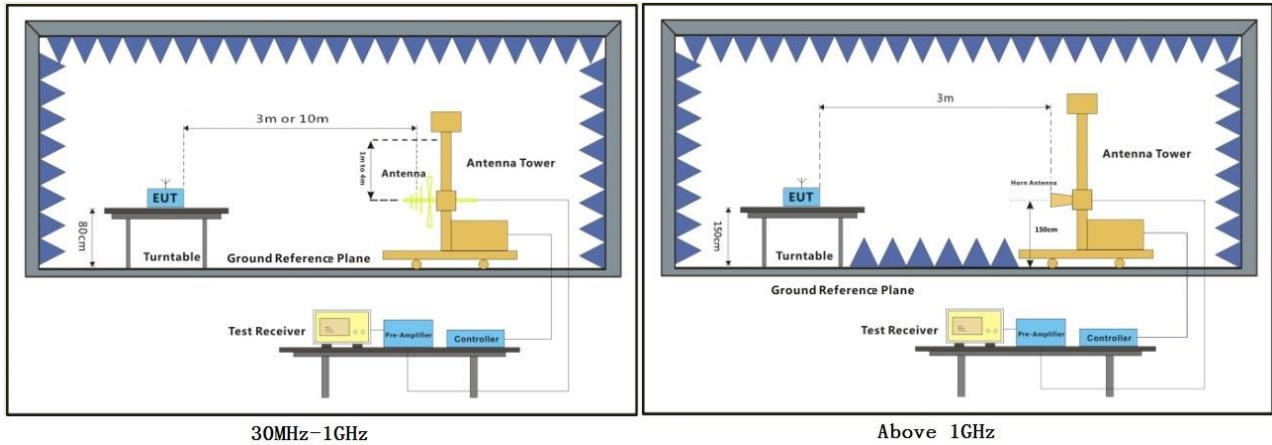 3m or 10m
1m to 4m
Antenna
Antenna Tower
EUT
80cm
Turntable
Ground Reference Plane
Test Receiver
Pre-Amplifier
Controller
30MHz-1GHz
3m
Antenna Tower
Horn Antenna
EUT
150cm
150cm
Turntable
Ground Reference Plane
Test Receiver
Pre-Amplifier
Controller
Above 1GHz